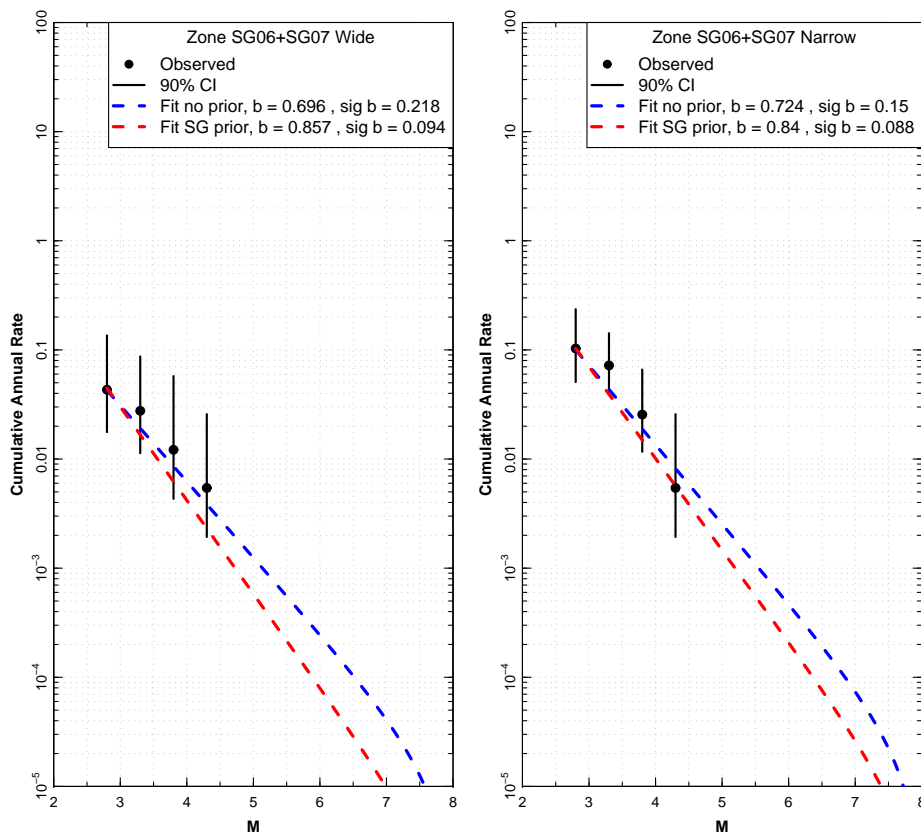 Zone SG06+SG07 Wide
Observed
90% CI
Fit no prior, b = 0.696 , sig b = 0.218
Fit SG prior, b = 0.857 , sig b = 0.094
100
10
1
0.1
0.01
10⁻³
10⁻⁴
10⁻⁵
Cumulative Annual Rate
2 3 4 5 6 7 8
M
Zone SG06+SG07 Narrow
Observed
90% CI
Fit no prior, b = 0.724 , sig b = 0.15
Fit SG prior, b = 0.84 , sig b = 0.088
100
10
1
0.1
0.01
10⁻³
10⁻⁴
10⁻⁵
Cumulative Annual Rate
2 3 4 5 6 7 8
M